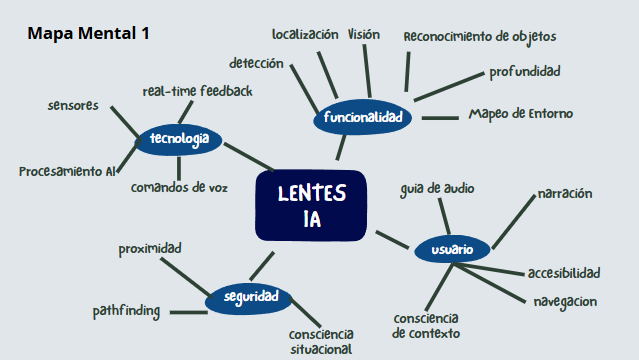 Mapa Mental 1
localización
Visión
Reconocimiento de objetos
detección
profundidad
real-time feedback
sensores
funcionalidad
Mapeo de Entorno
tecnologia
Procesamiento AI
comandos de voz
LENTES
IA
guia de audio
narración
proximidad
usuario
accesibilidad
seguridad
navegacion
pathfinding
consciencia
de contexto
consciencia
situacional